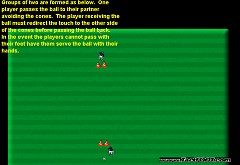 Groups of two are formed as below. One
player passes the ball to their partner
avoiding the cones. The player receiving the
ball must redirect the touch to the other side
of the cones before passing the ball back.
In the event the players cannot pass with
their feet have them serve the ball with their
hands.